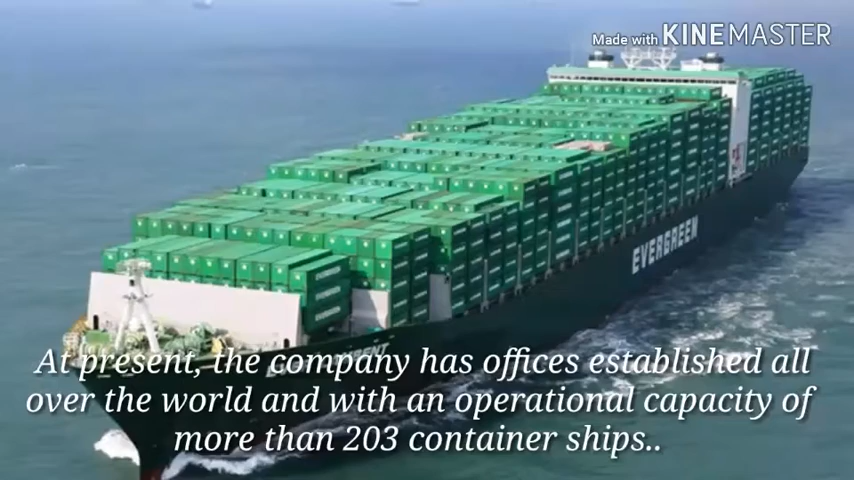 Made with KINEMASTER
EVERGREEN
At present, the company has offices established all
over the world and with an operational capacity of
more than 203 container ships..